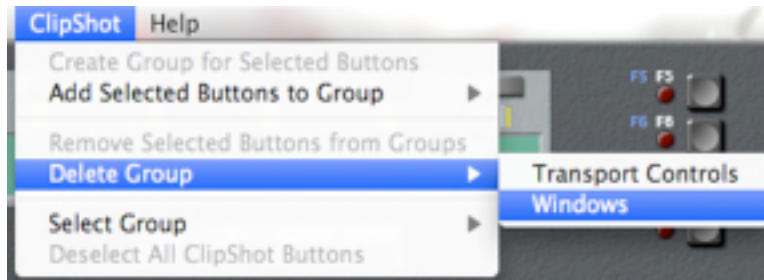 ClipShot Help
Create Group for Selected Buttons
Add Selected Buttons to Group
F5 F5
Remove Selected Buttons from Groups
F6 F6
Delete Group
Transport Controls
Windows
Select Group
Deselect All ClipShot Buttons